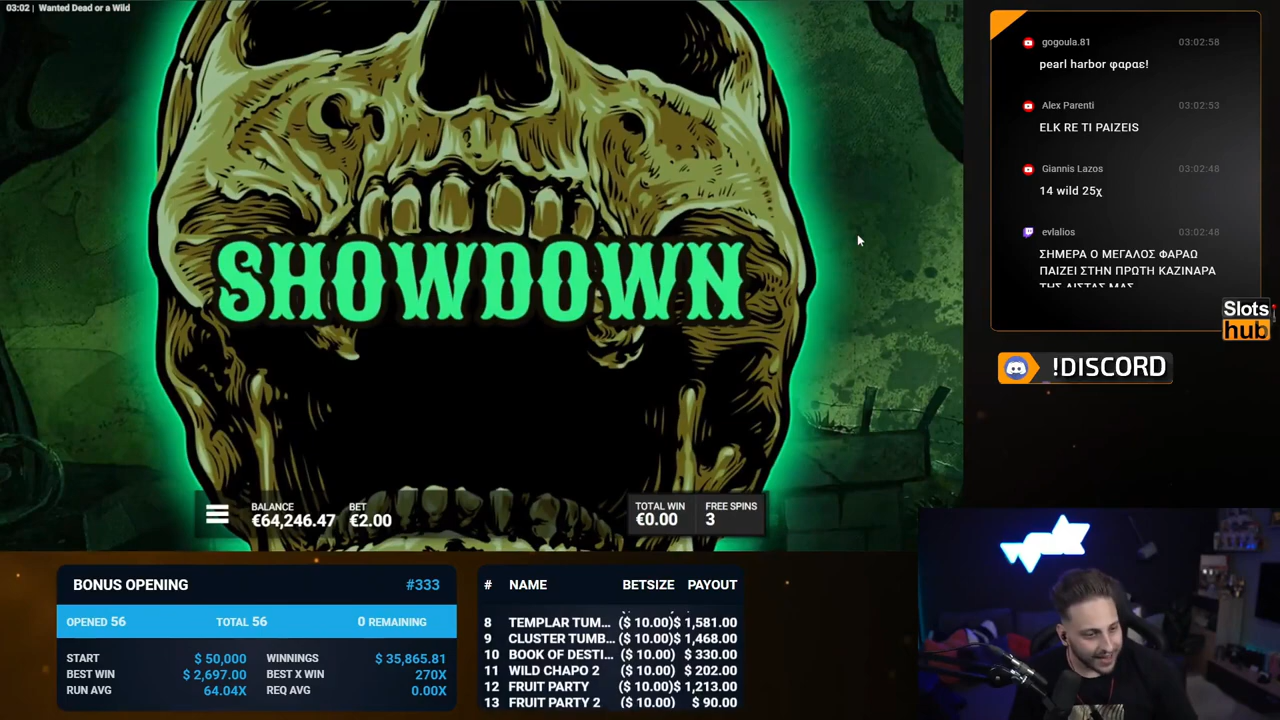 03:02 | Wanted Dead or a Wild
SHOWDOWN
BALANCE
€64,246.47
BET
€2.00
TOTAL WIN
€0.00
FREE SPINS
3
gogoula.81 03:02:58
pearl harbor φαραε!
Alex Parenti 03:02:53
ELK RE TI PAIZEIS
Giannis Lazos 03:02:48
14 wild 25χ
evlalios 03:02:48
ΣΗΜΕΡΑ Ο ΜΕΓΑΛΟΣ ΦΑΡΑΩ
ΠΑΙΖΕΙ ΣΤΗΝ ΠΡΩΤΗ ΚΑΖΙΝΑΡΑ
ΤΗΣ ΛΙΣΤΑΣ ΜΑΣ
Slots
hub
!DISCORD
BONUS OPENING #333
OPENED 56 TOTAL 56 0 REMAINING
START $ 50,000 WINNINGS $ 35,865.81
BEST WIN $ 2,697.00 BEST X WIN 270X
RUN AVG 64.04X REQ AVG 0.00X
# NAME BETSIZE PAYOUT
8 TEMPLAR TUM... ($ 10.00) $ 1,581.00
9 CLUSTER TUMB... ($ 10.00) $ 1,468.00
10 BOOK OF DESTI... ($ 10.00) $ 330.00
11 WILD CHAPO 2 ($ 10.00) $ 202.00
12 FRUIT PARTY ($ 10.00) $ 1,213.00
13 FRUIT PARTY 2 ($ 10.00) $ 90.00